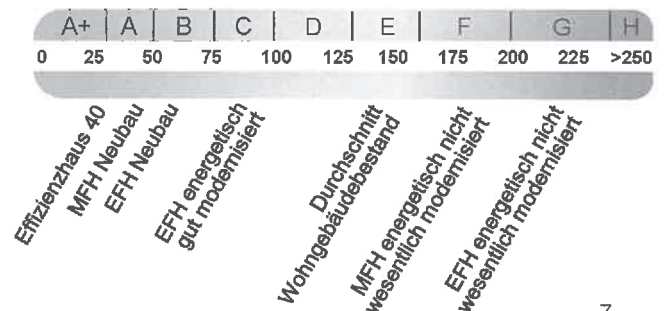 A+ A B C D E F G H
0 25 50 75 100 125 150 175 200 225 >250
Effizienzhaus 40
MFH Neubau
EFH Neubau
EFH energetisch
gut modernisiert
Durchschnitt
Wohngebäudebestand
MFH energetisch nicht
wesentlich modernisiert
EFH energetisch nicht
wesentlich modernisiert
7